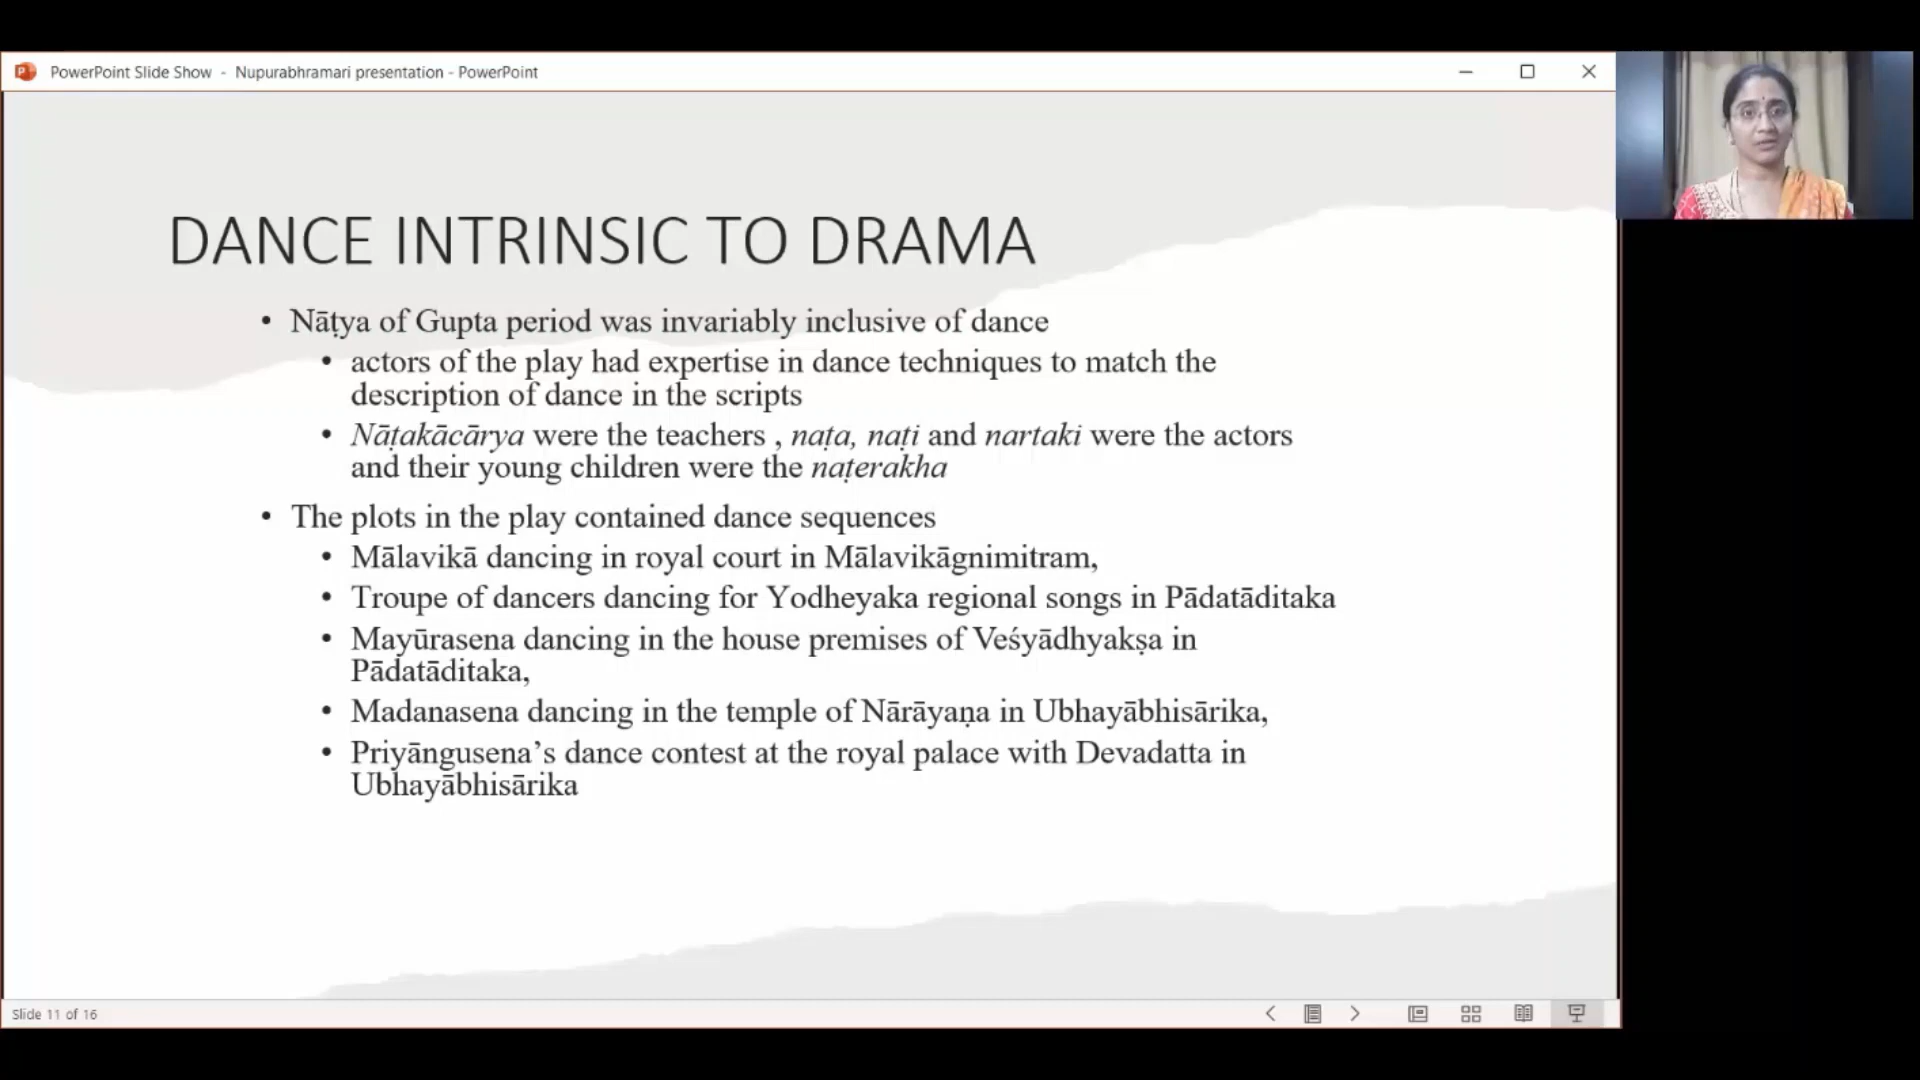 PowerPoint Slide Show - Nupurabhramari presentation - PowerPoint
DANCE INTRINSIC TO DRAMA
• Nāṭya of Gupta period was invariably inclusive of dance
• actors of the play had expertise in dance techniques to match the
description of dance in the scripts
• Nāṭakācārya were the teachers , naṭa, naṭi and nartaki were the actors
and their young children were the naṭerakha
• The plots in the play contained dance sequences
• Mālavikā dancing in royal court in Mālavikāgnimitram,
• Troupe of dancers dancing for Yodheyaka regional songs in Pādatāditaka
• Mayūrasena dancing in the house premises of Veśyādhyakṣa in
Pādatāditaka,
• Madanasena dancing in the temple of Nārāyaṇa in Ubhayābhisārika,
• Priyāngusena’s dance contest at the royal palace with Devadatta in
Ubhayābhisārika
Slide 11 of 16